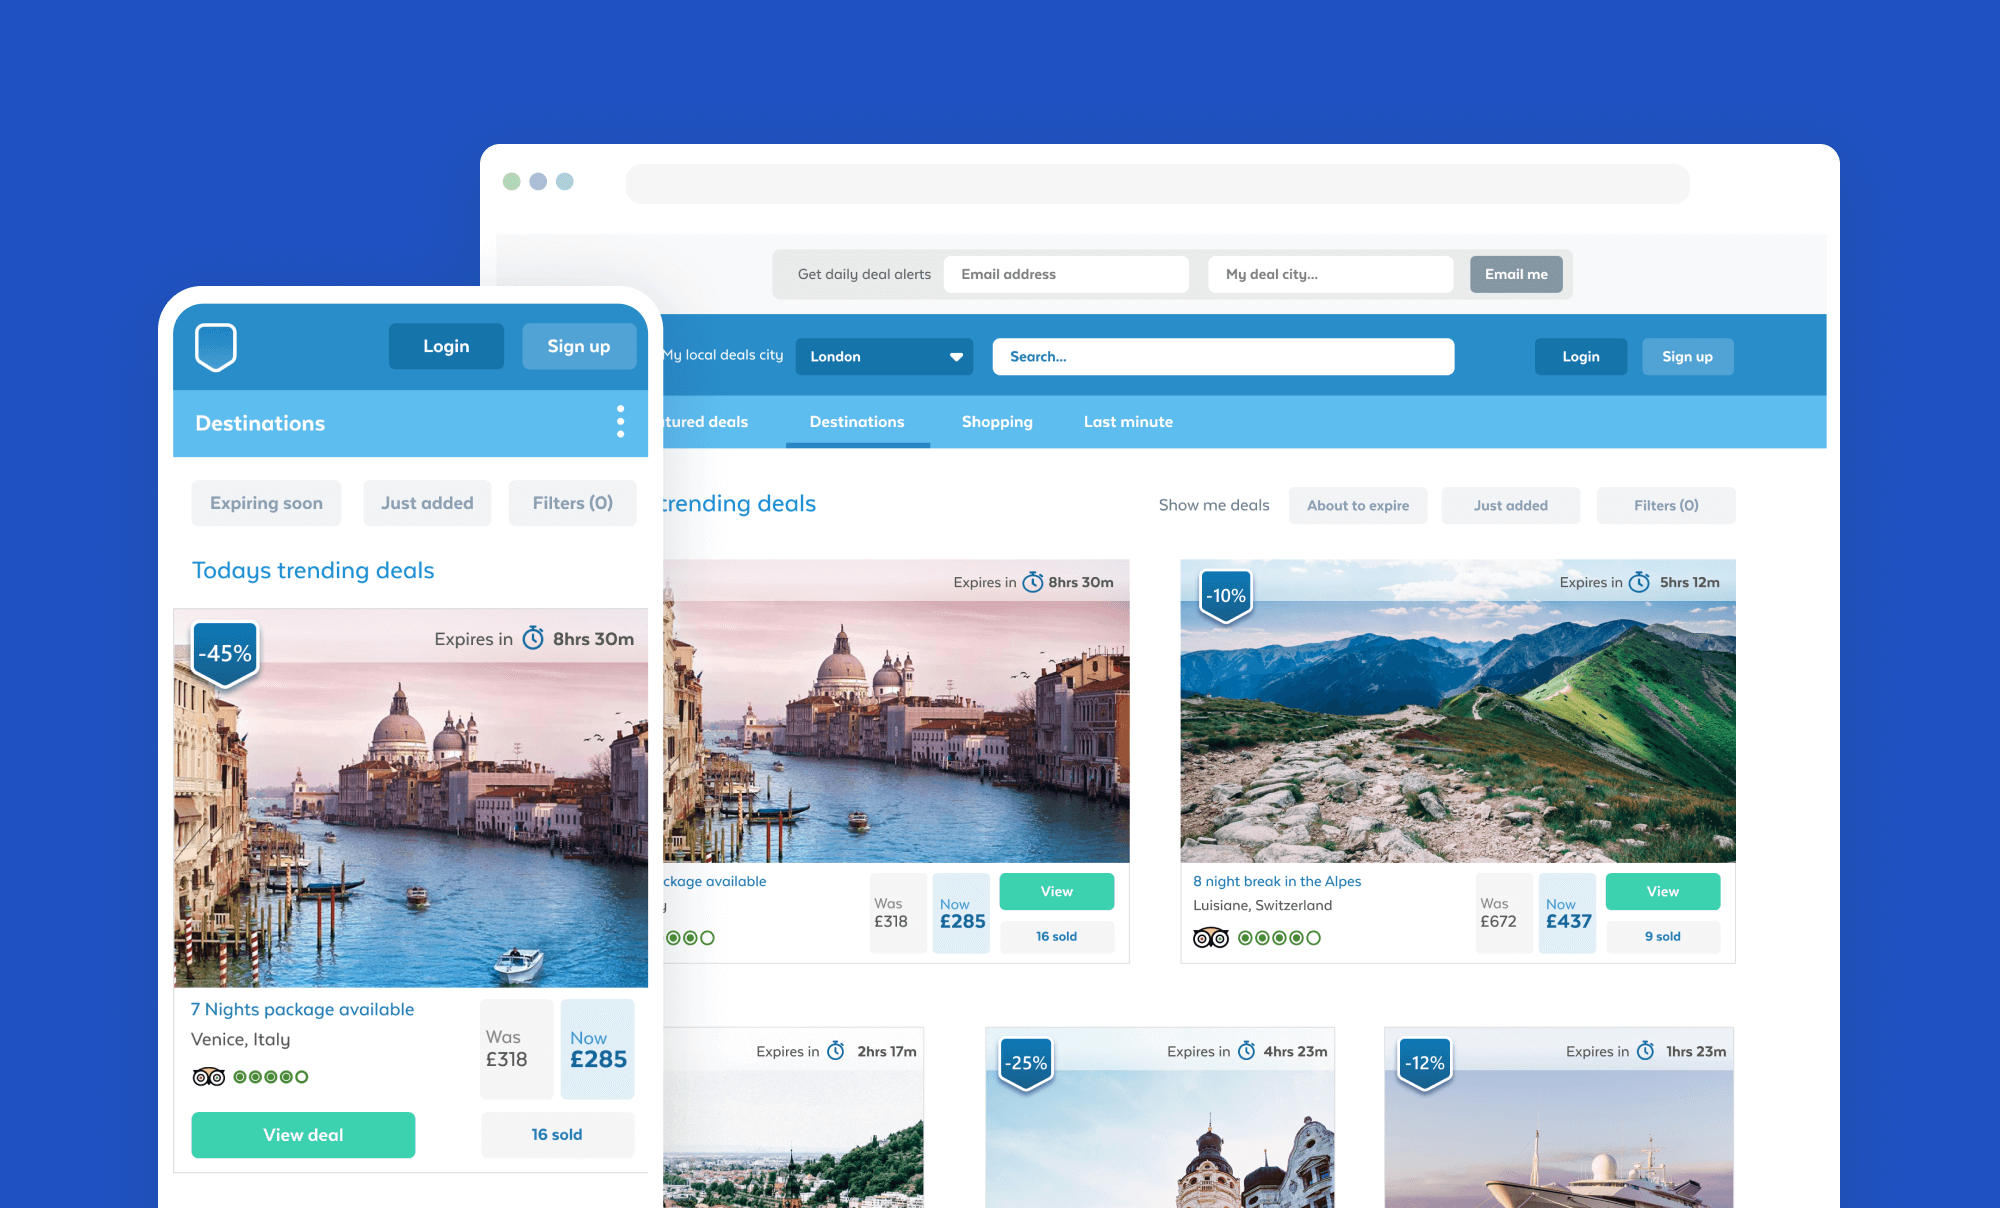 Get daily deal alerts
Email address
My deal city...
Email me
My local deals city
London
Search...
Login
Sign up
tured deals
Destinations
Shopping
Last minute
trending deals
Show me deals
About to expire
Just added
Filters (0)
Expires in 8hrs 30m
ckage available
y
Was
£318
Now
£285
View
16 sold
-10%
Expires in 5hrs 12m
8 night break in the Alpes
Luisiane, Switzerland
Was
£672
Now
£437
View
9 sold
Expires in 2hrs 17m
-25%
Expires in 4hrs 23m
-12%
Expires in 1hr 23m
Login
Sign up
Destinations
Expiring soon
Just added
Filters (0)
Todays trending deals
-45%
Expires in 8hrs 30m
7 Nights package available
Venice, Italy
Was
£318
Now
£285
View deal
16 sold